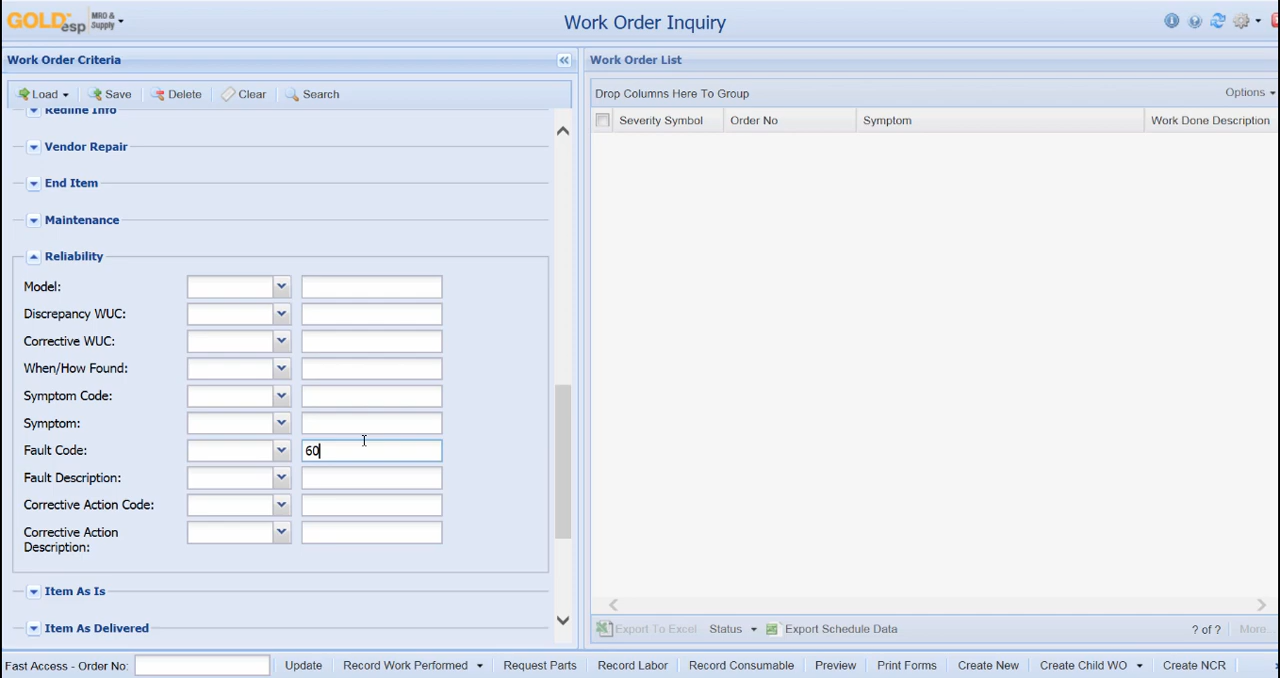 GOLDesp MRO & Supply
Work Order Inquiry
Work Order Criteria
Work Order List
Load
Save
Delete
Clear
Search
Drop Columns Here To Group
Options
Severity Symbol
Order No
Symptom
Work Done Description
Redline Info
Vendor Repair
End Item
Maintenance
Reliability
Model:
Discrepancy WUC:
Corrective WUC:
When/How Found:
Symptom Code:
Symptom:
Fault Code:
60
Fault Description:
Corrective Action Code:
Corrective Action
Description:
Item As Is
Item As Delivered
Export To Excel
Status
Export Schedule Data
? of ?
More...
Fast Access - Order No:
Update
Record Work Performed
Request Parts
Record Labor
Record Consumable
Preview
Print Forms
Create New
Create Child WO
Create NCR